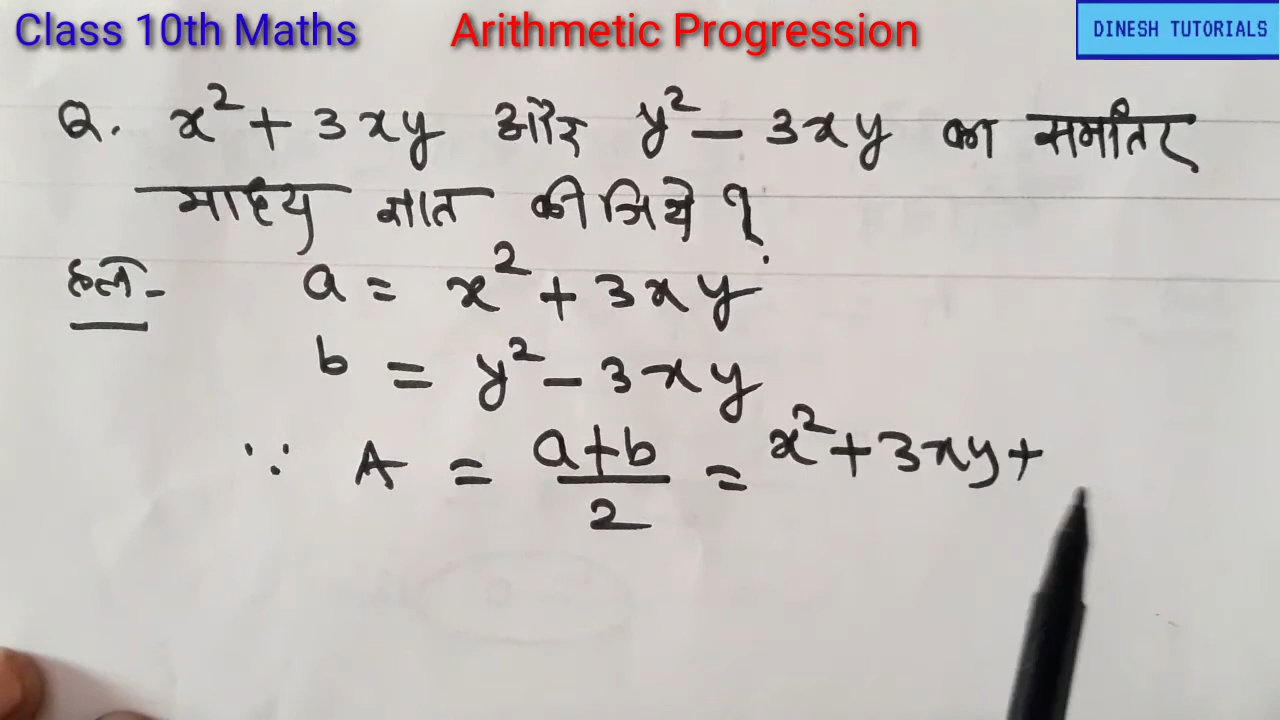 Class 10th Maths Arithmetic Progression DINESH TUTORIALS
Q. x² + 3xy और y² - 3xy का समांतर
माध्य ज्ञात कीजिये ?
हल -  a = x² + 3xy
b = y² - 3xy
∵ A = (a+b)/2 = x² + 3xy +